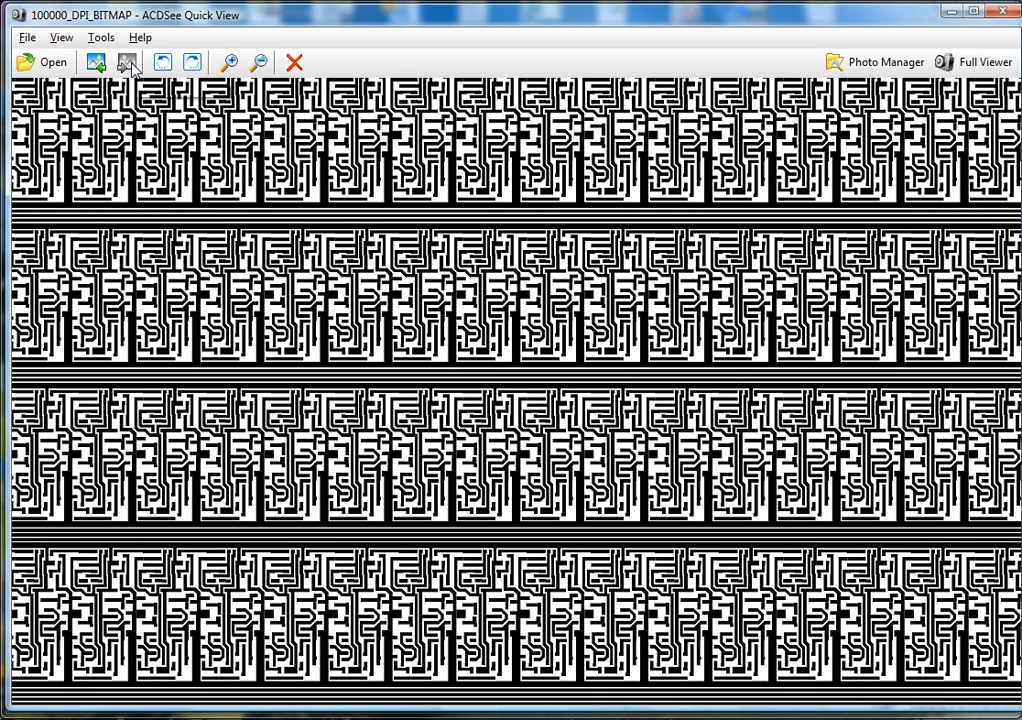 100000_DPI_BITMAP - ACDSee Quick View
File View Tools Help
Open Photo Manager Full Viewer